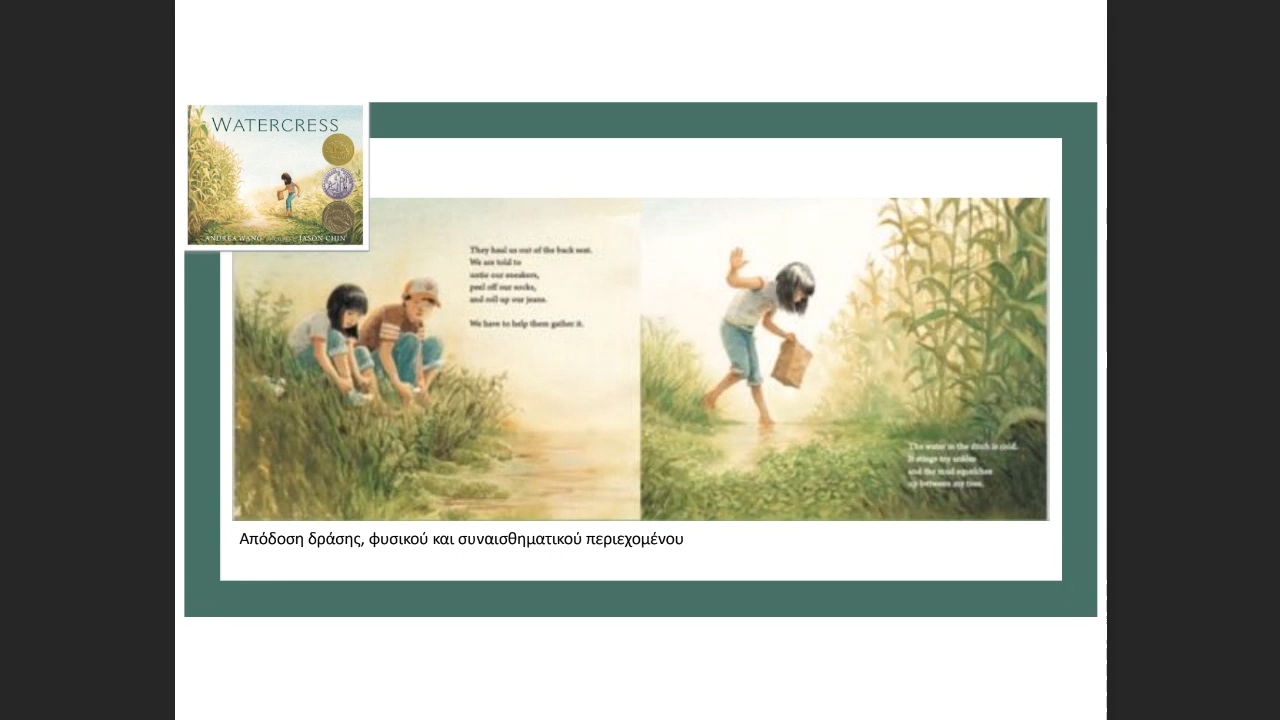 WATERCRESS
ANDREA WANG
JASON CHIN
They haul us out of the back seat.
We are told to
untie our sneakers,
peel off our socks,
and roll up our jeans.
We have to help them gather it.
The water in the ditch is cold.
It stings my ankles
and the mud squelches
up between my toes.
Απόδοση δράσης, φυσικού και συναισθηματικού περιεχομένου